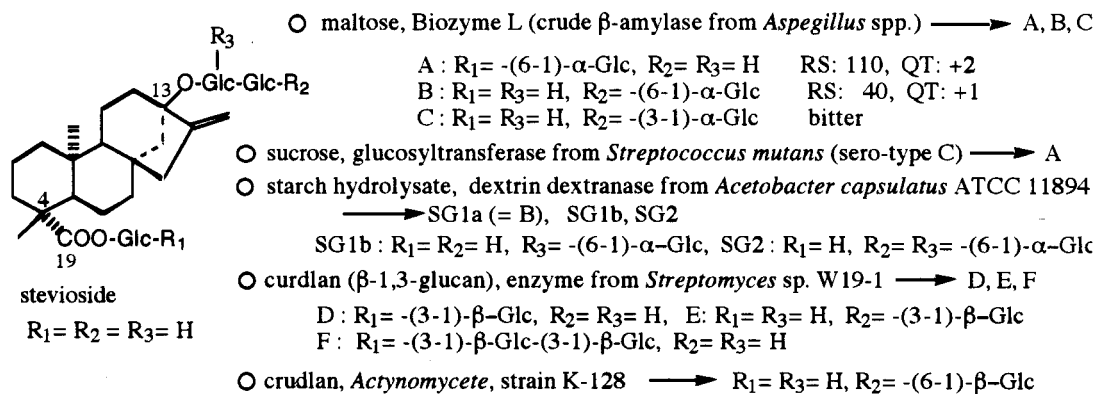 ○ maltose, Biozyme L (crude β-amylase from Aspegillus spp.) ⟶ A, B, C
R3
13 O-Glc-Glc-R2
A : R1= -(6-1)-α-Glc, R2= R3= H RS: 110, QT: +2
B : R1= R3= H, R2= -(6-1)-α-Glc RS: 40, QT: +1
C : R1= R3= H, R2= -(3-1)-α-Glc bitter
○ sucrose, glucosyltransferase from Streptococcus mutans (sero-type C) ⟶ A
○ starch hydrolysate, dextrin dextranase from Acetobacter capsulatus ATCC 11894
4
⟶ SG1a (= B), SG1b, SG2
COO-Glc-R1
19
SG1b : R1= R2= H, R3= -(6-1)-α-Glc, SG2 : R1= H, R2= R3= -(6-1)-α-Glc
○ curdlan (β-1,3-glucan), enzyme from Streptomyces sp. W19-1 ⟶ D, E, F
stevioside
D : R1= -(3-1)-β-Glc, R2= R3= H, E: R1= R3= H, R2= -(3-1)-β-Glc
R1= R2 = R3= H
F : R1= -(3-1)-β-Glc-(3-1)-β-Glc, R2= R3= H
○ crudlan, Actynomycete, strain K-128 ⟶ R1= R3= H, R2= -(6-1)-β-Glc